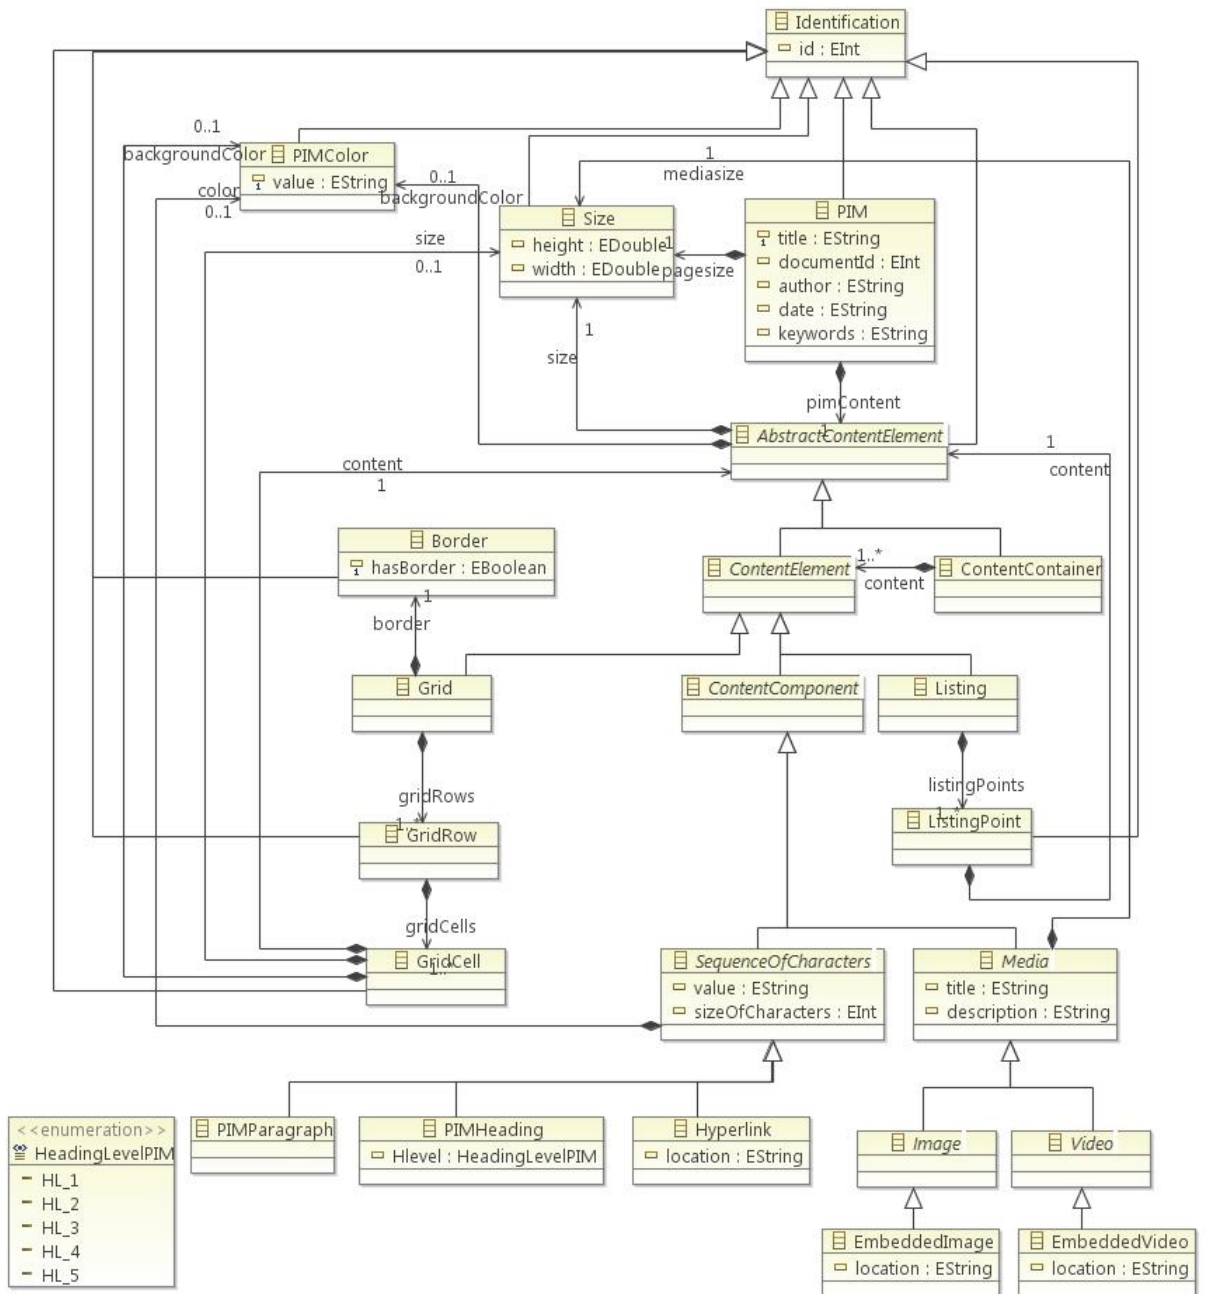 Identification
id : EInt
0..1
backgroundColor
PIMColor
value : EString
color
0..1
0..1
backgroundColor
1
mediasize
Size
height : EDouble
width : EDouble
size
0..1
1
pagesize
PIM
title : EString
documentId : EInt
author : EString
date : EString
keywords : EString
1
size
pimContent
1
AbstractContentElement
content
1
1
content
Border
hasBorder : EBoolean
1
border
ContentElement
1..*
content
ContentContainer
Grid
ContentComponent
Listing
gridRows
1..*
GridRow
listingPoints
1..*
ListingPoint
gridCells
1..*
GridCell
SequenceOfCharacters
value : EString
sizeOfCharacters : EInt
Media
title : EString
description : EString
<<enumeration>>
HeadingLevelPIM
HL_1
HL_2
HL_3
HL_4
HL_5
PIMParagraph
PIMHeading
Hlevel : HeadingLevelPIM
Hyperlink
location : EString
Image
Video
EmbeddedImage
location : EString
EmbeddedVideo
location : EString